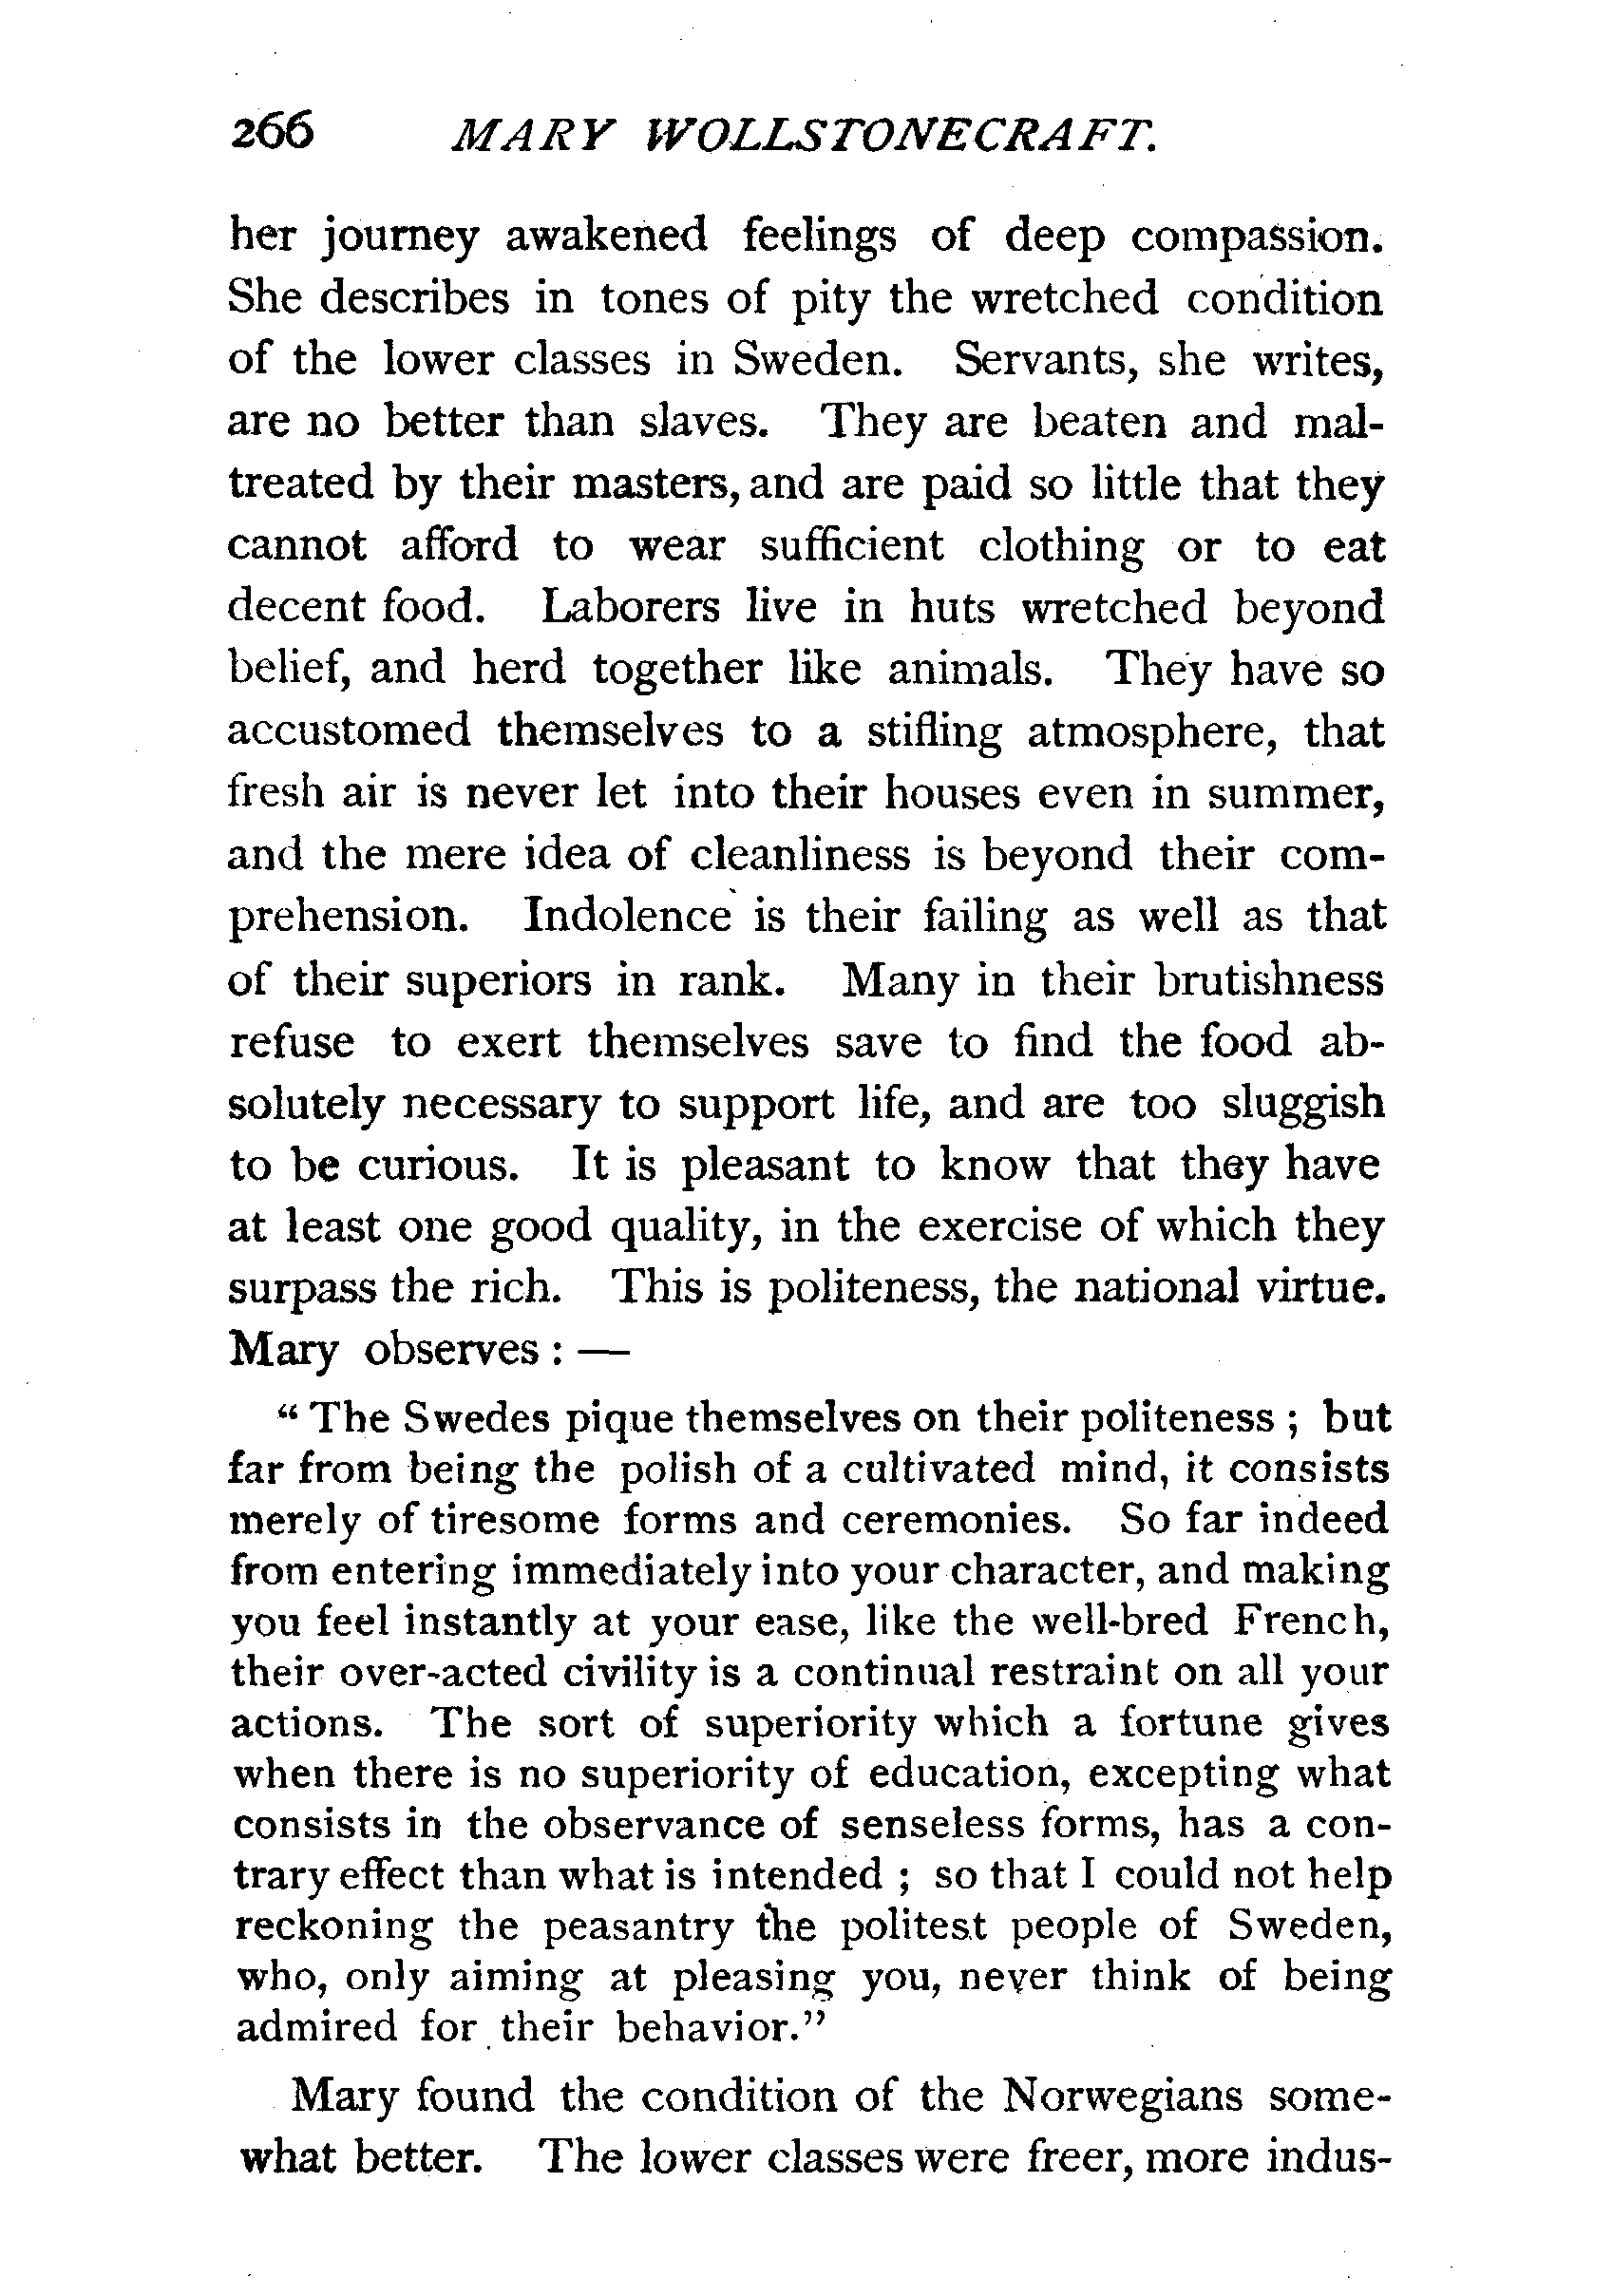 266 MARY WOLLSTONECRAFT.
her journey awakened feelings of deep compassion.
She describes in tones of pity the wretched condition
of the lower classes in Sweden. Servants, she writes,
are no better than slaves. They are beaten and mal-
treated by their masters, and are paid so little that they
cannot afford to wear sufficient clothing or to eat
decent food. Laborers live in huts wretched beyond
belief, and herd together like animals. They have so
accustomed themselves to a stifling atmosphere, that
fresh air is never let into their houses even in summer,
and the mere idea of cleanliness is beyond their com-
prehension. Indolence is their failing as well as that
of their superiors in rank. Many in their brutishness
refuse to exert themselves save to find the food ab-
solutely necessary to support life, and are too sluggish
to be curious. It is pleasant to know that they have
at least one good quality, in the exercise of which they
surpass the rich. This is politeness, the national virtue.
Mary observes : —
“ The Swedes pique themselves on their politeness ; but
far from being the polish of a cultivated mind, it consists
merely of tiresome forms and ceremonies. So far indeed
from entering immediately into your character, and making
you feel instantly at your ease, like the well-bred French,
their over-acted civility is a continual restraint on all your
actions. The sort of superiority which a fortune gives
when there is no superiority of education, excepting what
consists in the observance of senseless forms, has a con-
trary effect than what is intended ; so that I could not help
reckoning the peasantry the politest people of Sweden,
who, only aiming at pleasing you, never think of being
admired for their behavior.”
Mary found the condition of the Norwegians some-
what better. The lower classes were freer, more indus-